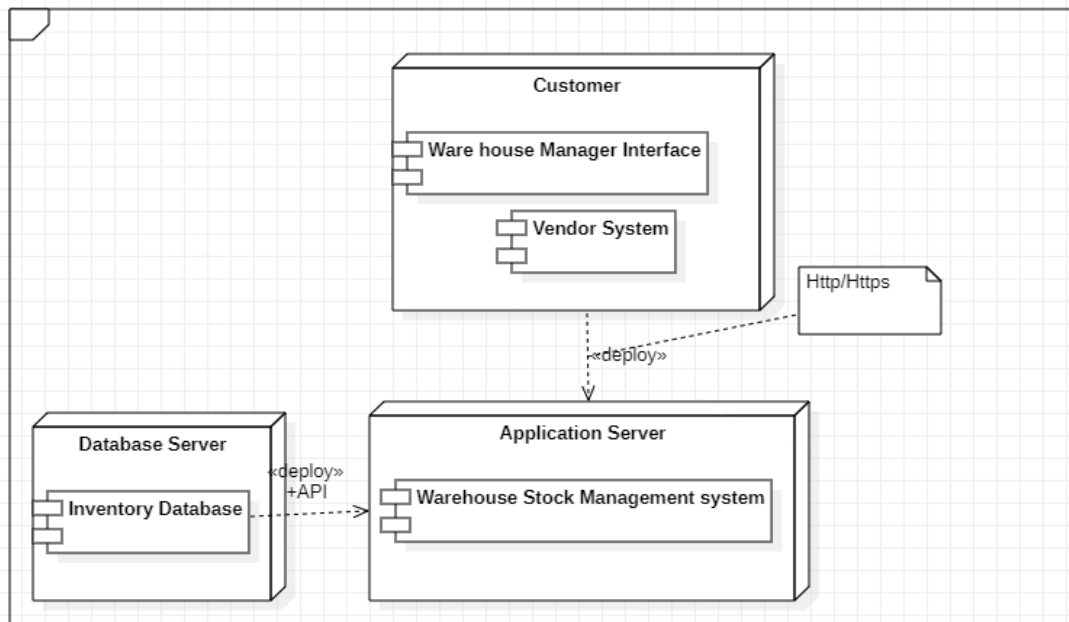 Customer
Ware house Manager Interface
Vendor System
Http/Https
«deploy»
Database Server
Inventory Database
«deploy»
+API
Application Server
Warehouse Stock Management system